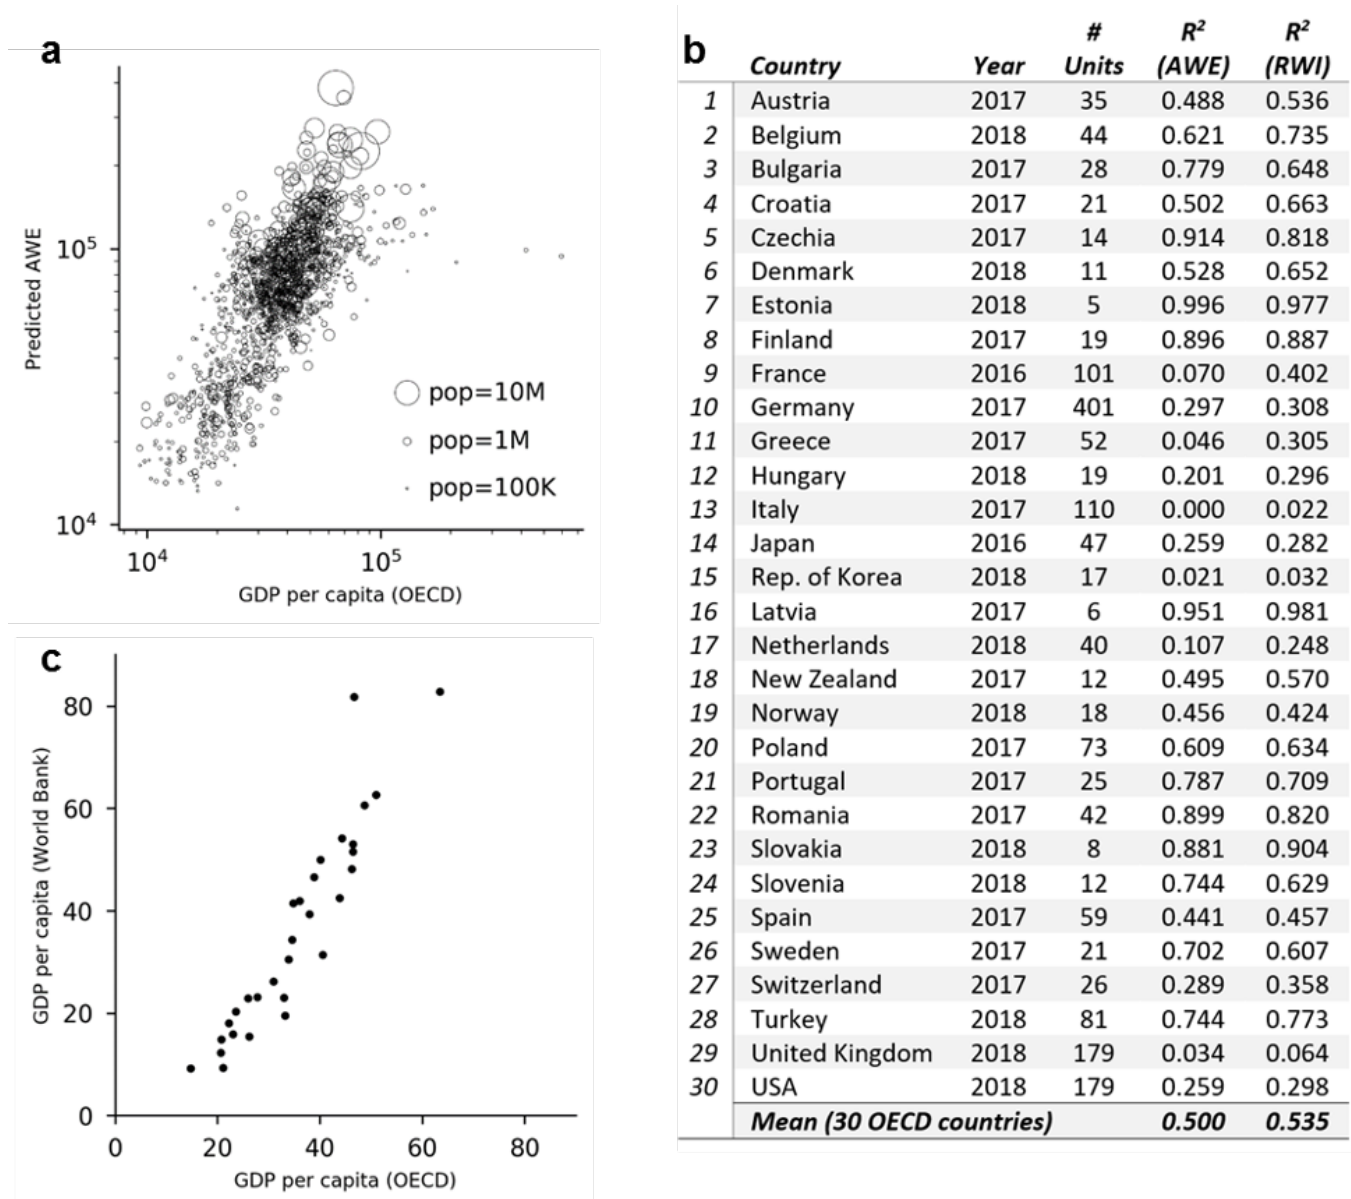 a
Predicted AWE
10⁵
10⁴
pop=10M
pop=1M
pop=100K
10⁴ 10⁵
GDP per capita (OECD)
b
# R² R²
Country Year Units (AWE) (RWI)
1 Austria 2017 35 0.488 0.536
2 Belgium 2018 44 0.621 0.735
3 Bulgaria 2017 28 0.779 0.648
4 Croatia 2017 21 0.502 0.663
5 Czechia 2017 14 0.914 0.818
6 Denmark 2018 11 0.528 0.652
7 Estonia 2018 5 0.996 0.977
8 Finland 2017 19 0.896 0.887
9 France 2016 101 0.070 0.402
10 Germany 2017 401 0.297 0.308
11 Greece 2017 52 0.046 0.305
12 Hungary 2018 19 0.201 0.296
13 Italy 2017 110 0.000 0.022
14 Japan 2016 47 0.259 0.282
15 Rep. of Korea 2018 17 0.021 0.032
16 Latvia 2017 6 0.951 0.981
17 Netherlands 2018 40 0.107 0.248
18 New Zealand 2017 12 0.495 0.570
19 Norway 2018 18 0.456 0.424
20 Poland 2017 73 0.609 0.634
21 Portugal 2017 25 0.787 0.709
22 Romania 2017 42 0.899 0.820
23 Slovakia 2018 8 0.881 0.904
24 Slovenia 2018 12 0.744 0.629
25 Spain 2017 59 0.441 0.457
26 Sweden 2017 21 0.702 0.607
27 Switzerland 2017 26 0.289 0.358
28 Turkey 2018 81 0.744 0.773
29 United Kingdom 2018 179 0.034 0.064
30 USA 2018 179 0.259 0.298
Mean (30 OECD countries) 0.500 0.535
c
GDP per capita (World Bank)
80
60
40
20
0
0 20 40 60 80
GDP per capita (OECD)